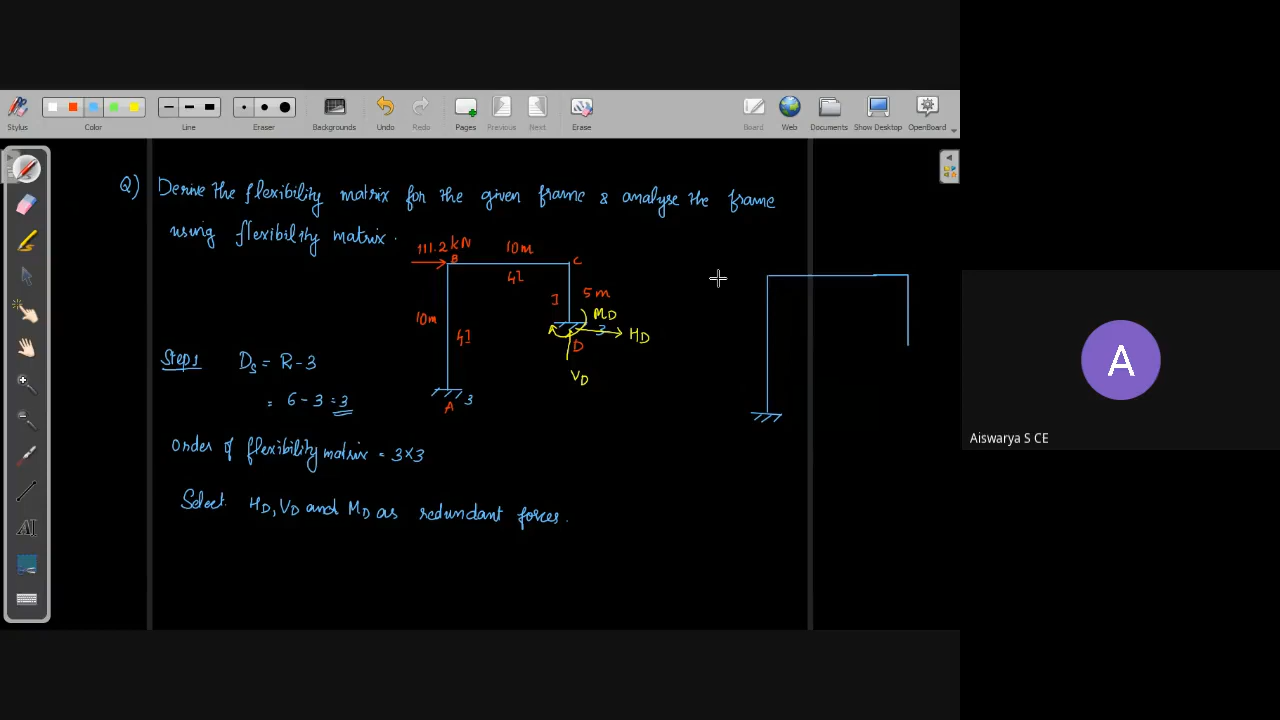 Stylus
Color
Line
Eraser
Backgrounds
Undo
Redo
Pages
Previous
Next
Erase
Board
Web
Documents
Show Desktop
OpenBoard
Q) Derive the flexibility matrix for the given frame & analyse the frame
using flexibility matrix.
111.2 kN
B
10m
C
4I
I
5 m
10m
4I
MD
3
HD
D
VD
A
3
Step 1
Ds = R - 3
= 6 - 3 = 3
Order of flexibility matrix = 3×3
Select HD, VD and MD as redundant forces.
A
Aiswarya S CE